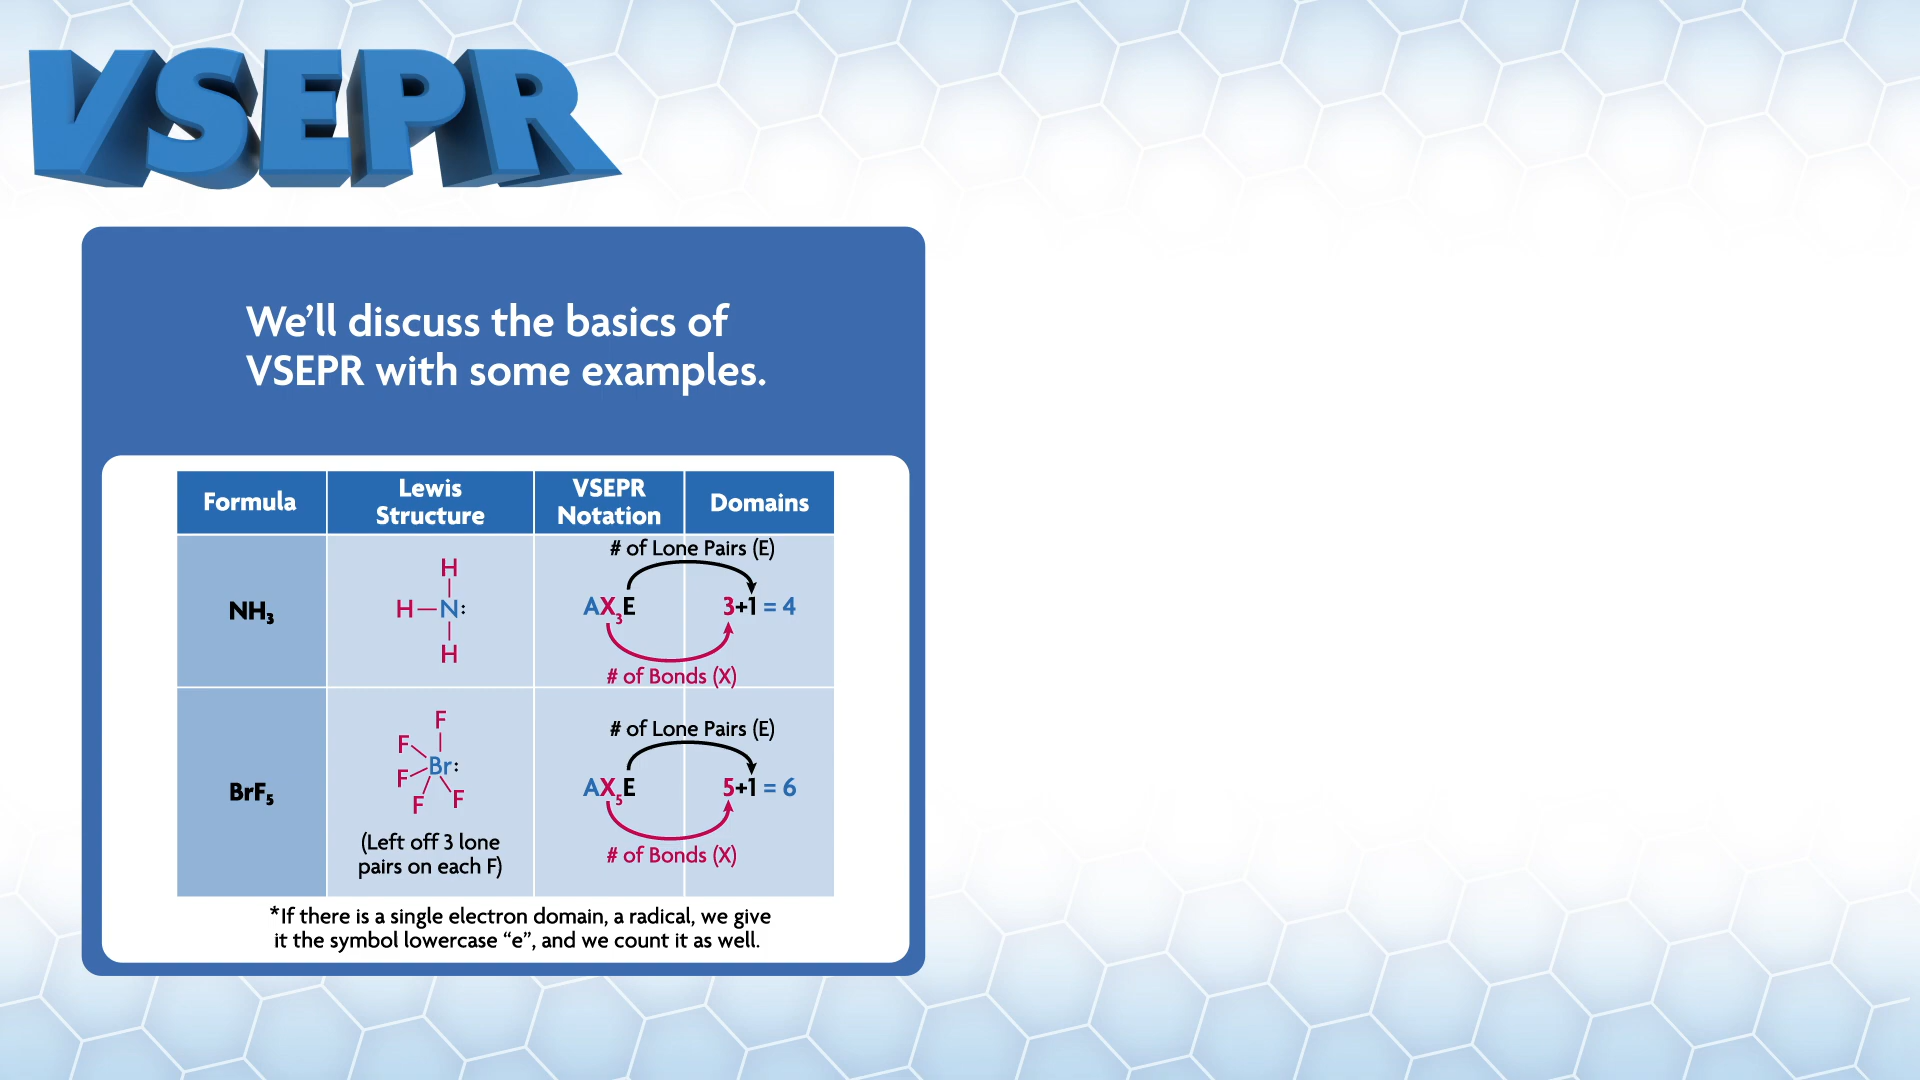 VSEPR
We’ll discuss the basics of
VSEPR with some examples.
Formula
Lewis
Structure
VSEPR
Notation
Domains
NH₃
H
H—N:
H
# of Lone Pairs (E)
AX₃E
3+1 = 4
# of Bonds (X)
BrF₅
F
F
Br:
F
F
F
(Left off 3 lone
pairs on each F)
# of Lone Pairs (E)
AX₅E
5+1 = 6
# of Bonds (X)
*If there is a single electron domain, a radical, we give
it the symbol lowercase “e”, and we count it as well.